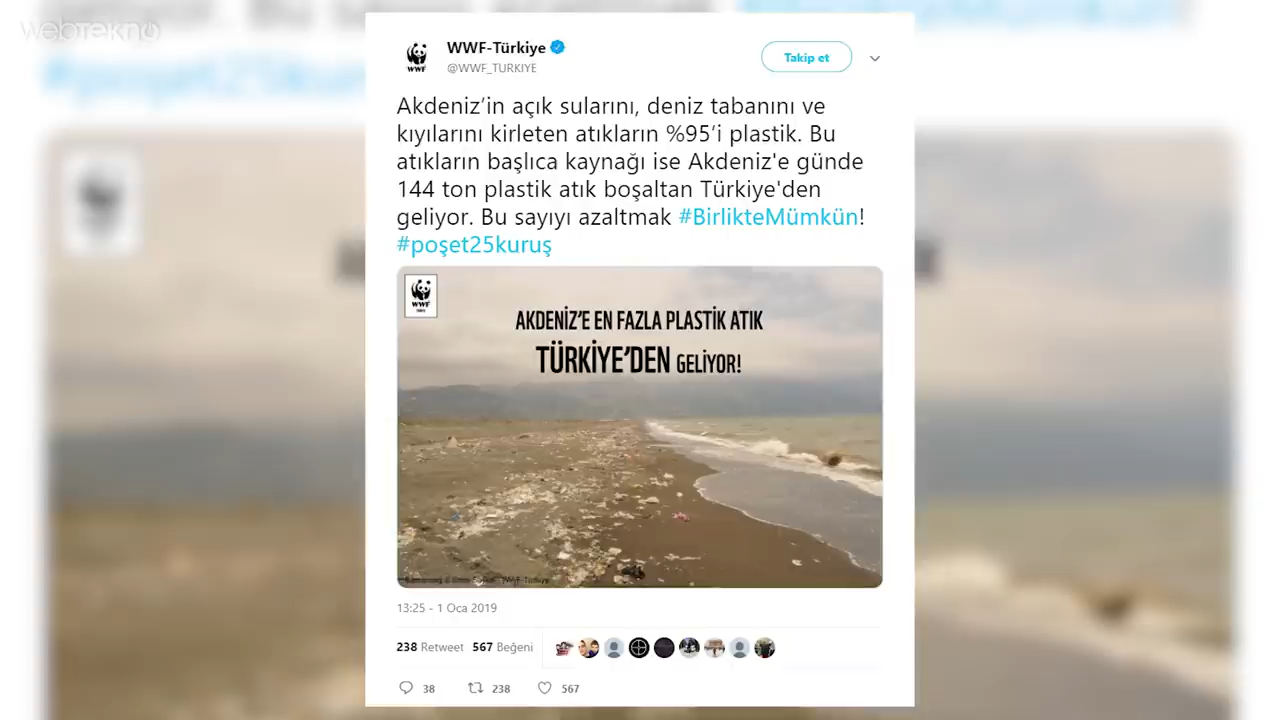 webtekno
WWF-Türkiye
WWF
@WWF_TURKIYE
Takip et
Akdeniz’in açık sularını, deniz tabanını ve
kıyılarını kirleten atıkların %95’i plastik. Bu
atıkların başlıca kaynağı ise Akdeniz'e günde
144 ton plastik atık boşaltan Türkiye'den
geliyor. Bu sayıyı azaltmak #BirlikteMümkün!
#poşet25kuruş
WWF
AKDENİZ’E EN FAZLA PLASTİK ATIK
TÜRKİYE’DEN GELİYOR!
13:25 - 1 Oca 2019
238 Retweet 567 Beğeni
38 238 567